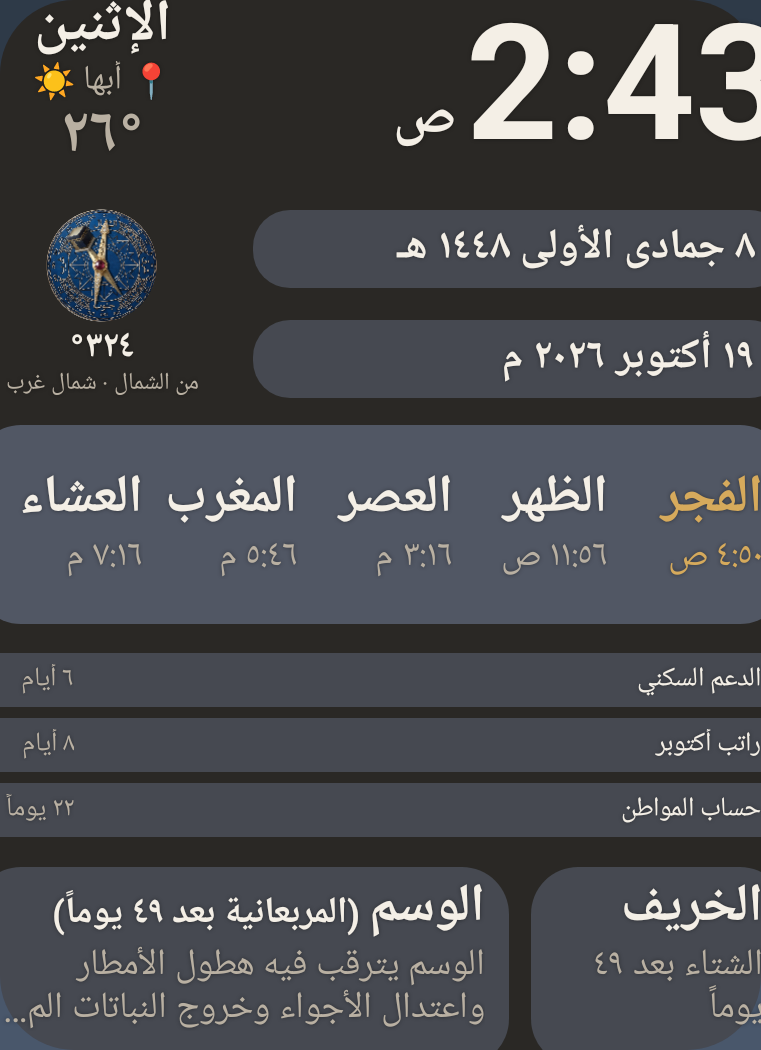 2:43 ص
الإثنين
📍 أبها ☀️
٢٦°
٨ جمادى الأولى ١٤٤٨ هـ
١٩ أكتوبر ٢٠٢٦ م
٣٢٤°
من الشمال · شمال غرب
الفجر الظهر العصر المغرب العشاء
٤:٥٠ ص ١١:٥٦ ص ٣:١٦ م ٥:٤٦ م ٧:١٦ م
الدعم السكني ٦ أيام
راتب أكتوبر ٨ أيام
حساب المواطن ٢٢ يوماً
الخريف
الشتاء بعد ٤٩
يوماً
الوسم (المربعانية بعد ٤٩ يوماً)
الوسم يترقب فيه هطول الأمطار
واعتدال الأجواء وخروج النباتات الم...